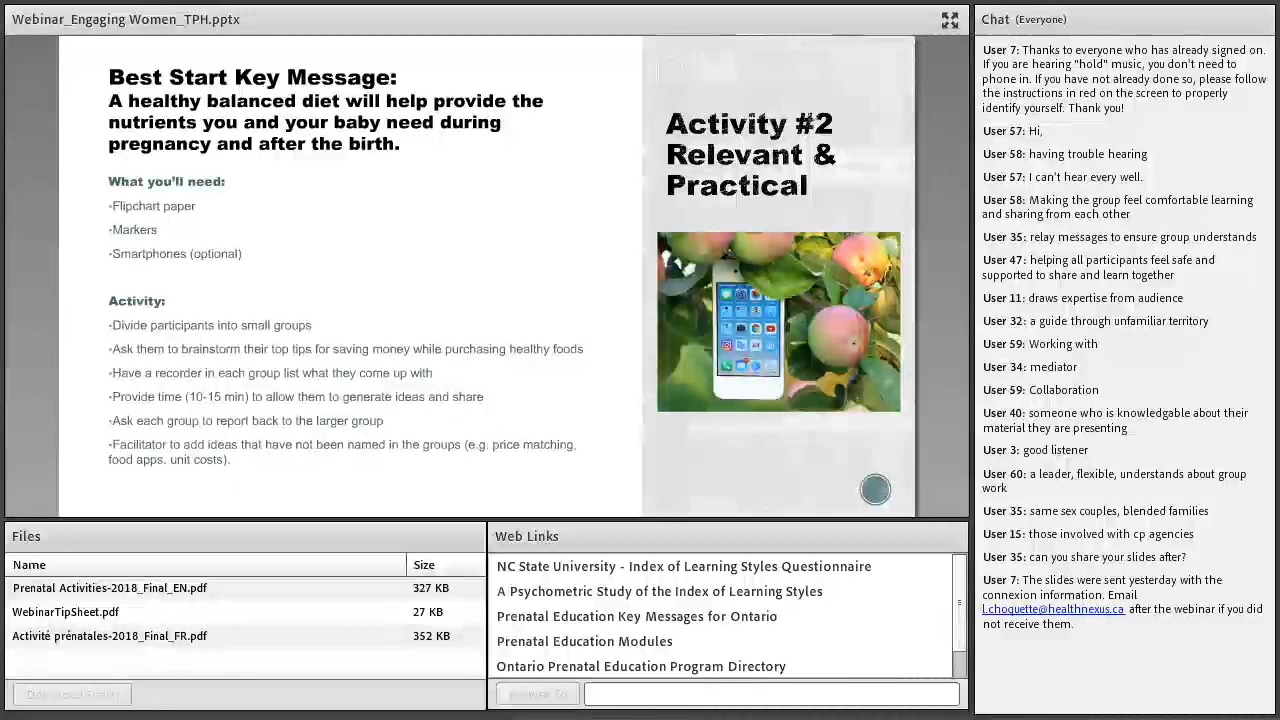 Webinar_Engaging Women_TPH.pptx
Best Start Key Message:
A healthy balanced diet will help provide the
nutrients you and your baby need during
pregnancy and after the birth.
What you'll need:
•Flipchart paper
•Markers
•Smartphones (optional)
Activity:
•Divide participants into small groups
•Ask them to brainstorm their top tips for saving money while purchasing healthy foods
•Have a recorder in each group list what they come up with
•Provide time (10-15 min) to allow them to generate ideas and share
•Ask each group to report back to the larger group
•Facilitator to add ideas that have not been named in the groups (e.g. price matching,
food apps. unit costs).
Activity #2
Relevant &
Practical
Files
Name Size
Prenatal Activities-2018_Final_EN.pdf 327 KB
WebinarTipSheet.pdf 27 KB
Activité prénatales-2018_Final_FR.pdf 352 KB
Web Links
NC State University - Index of Learning Styles Questionnaire
A Psychometric Study of the Index of Learning Styles
Prenatal Education Key Messages for Ontario
Prenatal Education Modules
Ontario Prenatal Education Program Directory
Browse To
Chat (Everyone)
User 7: Thanks to everyone who has already signed on.
If you are hearing "hold" music, you don't need to
phone in. If you have not already done so, please follow
the instructions in red on the screen to properly
identify yourself. Thank you!
User 57: Hi,
User 58: having trouble hearing
User 57: I can't hear every well.
User 58: Making the group feel comfortable learning
and sharing from each other
User 35: relay messages to ensure group understands
User 47: helping all participants feel safe and
supported to share and learn together
User 11: draws expertise from audience
User 32: a guide through unfamiliar territory
User 59: Working with
User 34: mediator
User 59: Collaboration
User 40: someone who is knowledgable about their
material they are presenting
User 3: good listener
User 60: a leader, flexible, understands about group
work
User 35: same sex couples, blended families
User 15: those involved with cp agencies
User 35: can you share your slides after?
User 7: The slides were sent yesterday with the
connexion information. Email
l.choquette@healthnexus.ca after the webinar if you did
not receive them.